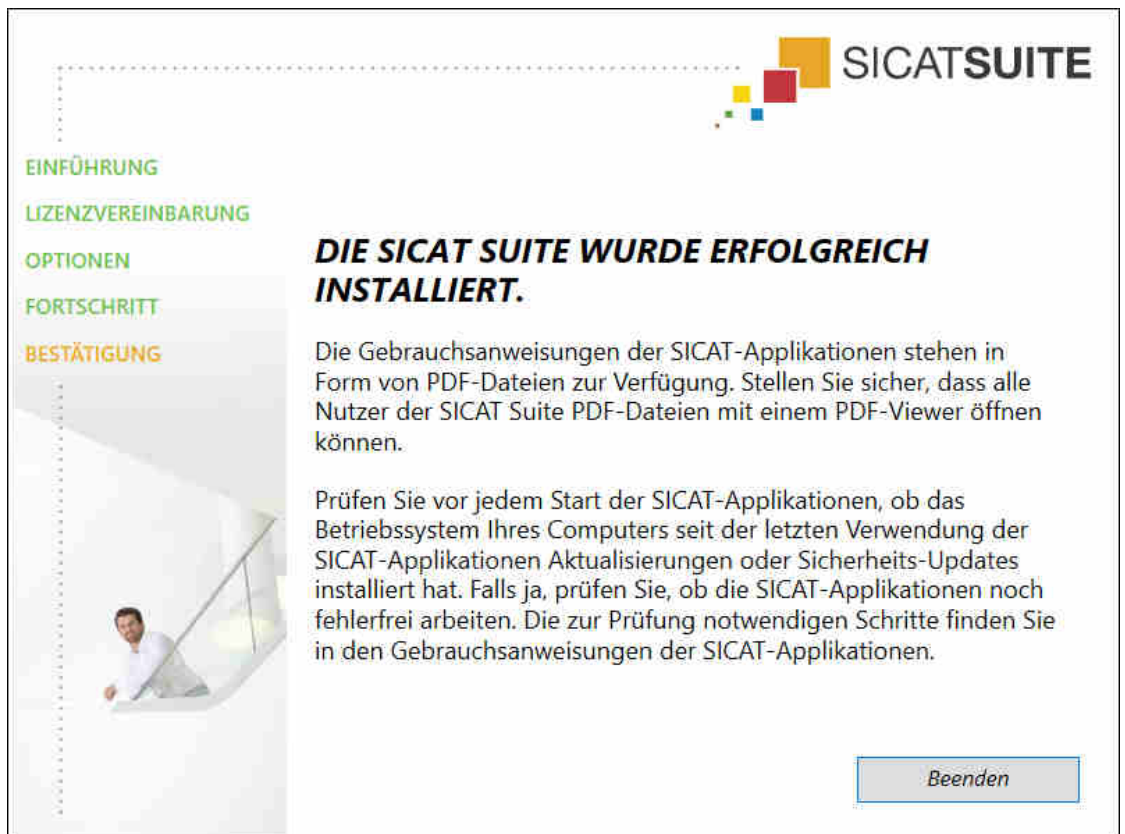 SICATSUITE
EINFÜHRUNG
LIZENZVEREINBARUNG
OPTIONEN
FORTSCHRITT
BESTÄTIGUNG
DIE SICAT SUITE WURDE ERFOLGREICH
INSTALLIERT.
Die Gebrauchsanweisungen der SICAT-Applikationen stehen in
Form von PDF-Dateien zur Verfügung. Stellen Sie sicher, dass alle
Nutzer der SICAT Suite PDF-Dateien mit einem PDF-Viewer öffnen
können.
Prüfen Sie vor jedem Start der SICAT-Applikationen, ob das
Betriebssystem Ihres Computers seit der letzten Verwendung der
SICAT-Applikationen Aktualisierungen oder Sicherheits-Updates
installiert hat. Falls ja, prüfen Sie, ob die SICAT-Applikationen noch
fehlerfrei arbeiten. Die zur Prüfung notwendigen Schritte finden Sie
in den Gebrauchsanweisungen der SICAT-Applikationen.
Beenden